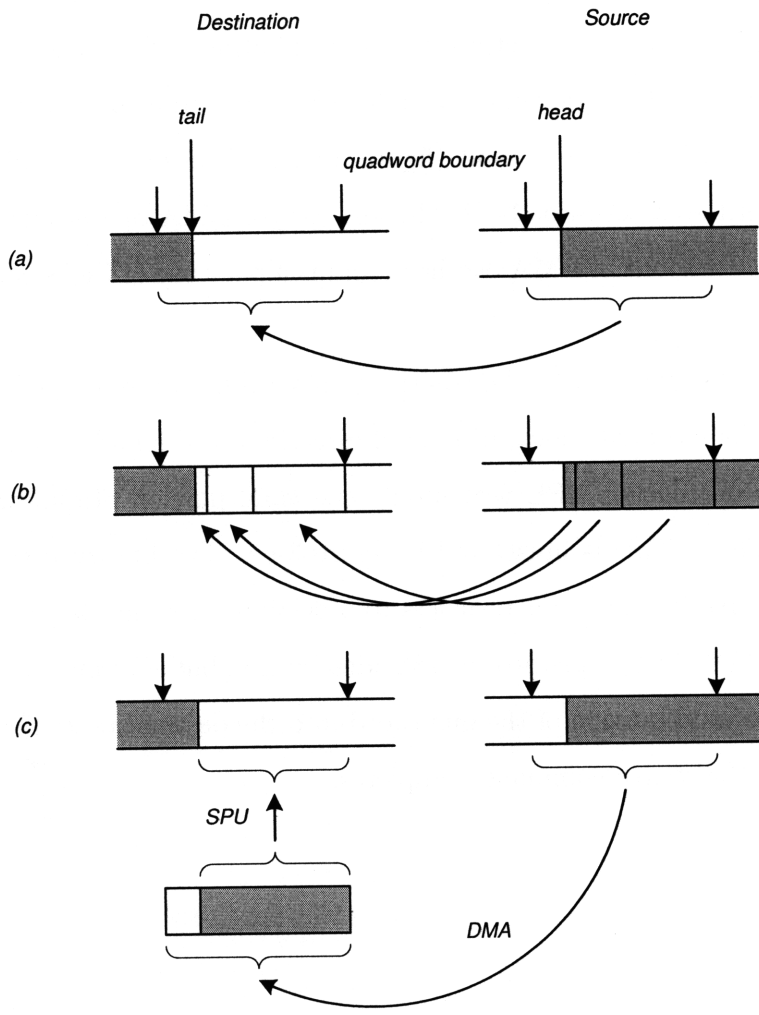 Destination
Source
tail
head
quadword boundary
(a)
(b)
(c)
SPU
DMA